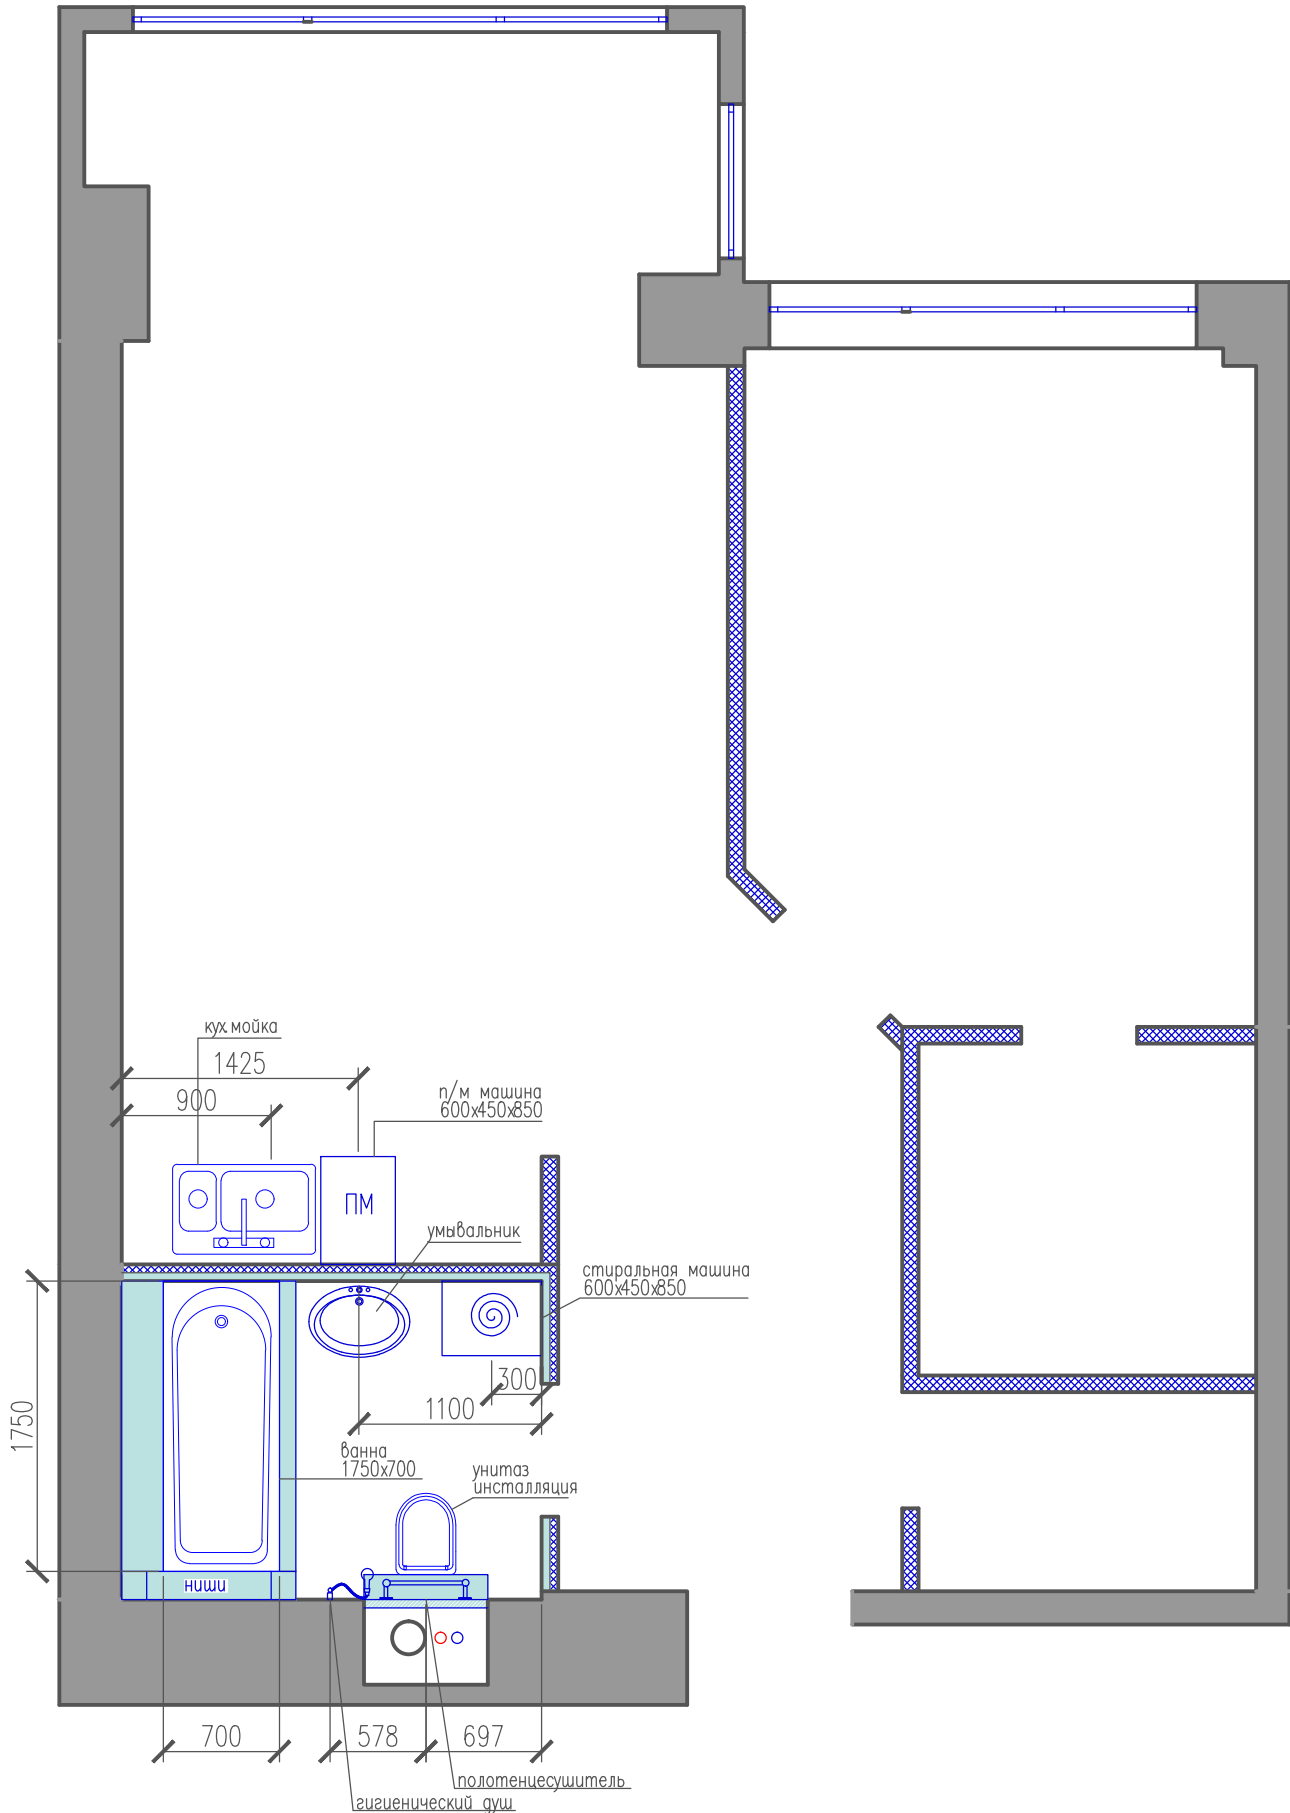 кух.мойка
1425
п/м машина
600х450х850
900
ПМ
умывальник
стиральная машина
600х450х850
300
1100
1750
ванна
1750х700
унитаз
инсталляция
ниши
700
578
697
полотенцесушитель
гигиенический душ